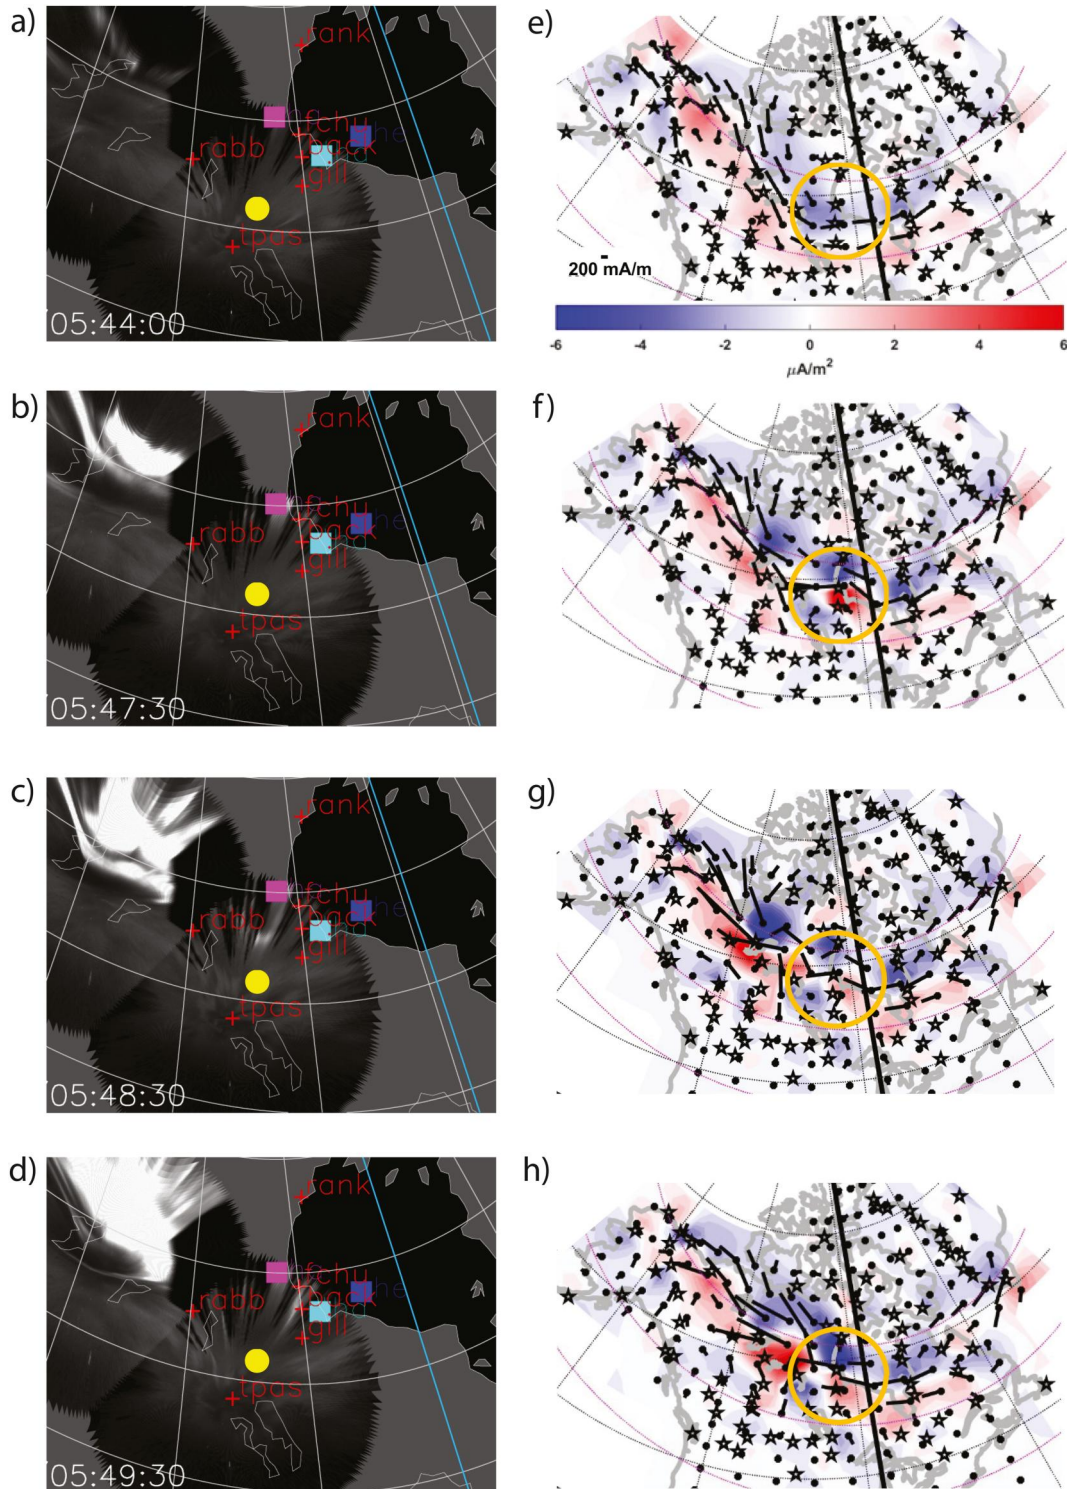 a)
rank
fchu
back
rabb
gill
tpas
05:44:00
e)
200 mA/m
-6 -4 -2 0 2 4 6
μA/m²
b)
rank
fchu
back
rabb
gill
tpas
05:47:30
f)
c)
rank
fchu
back
rabb
gill
tpas
05:48:30
g)
d)
rank
fchu
back
rabb
gill
tpas
05:49:30
h)